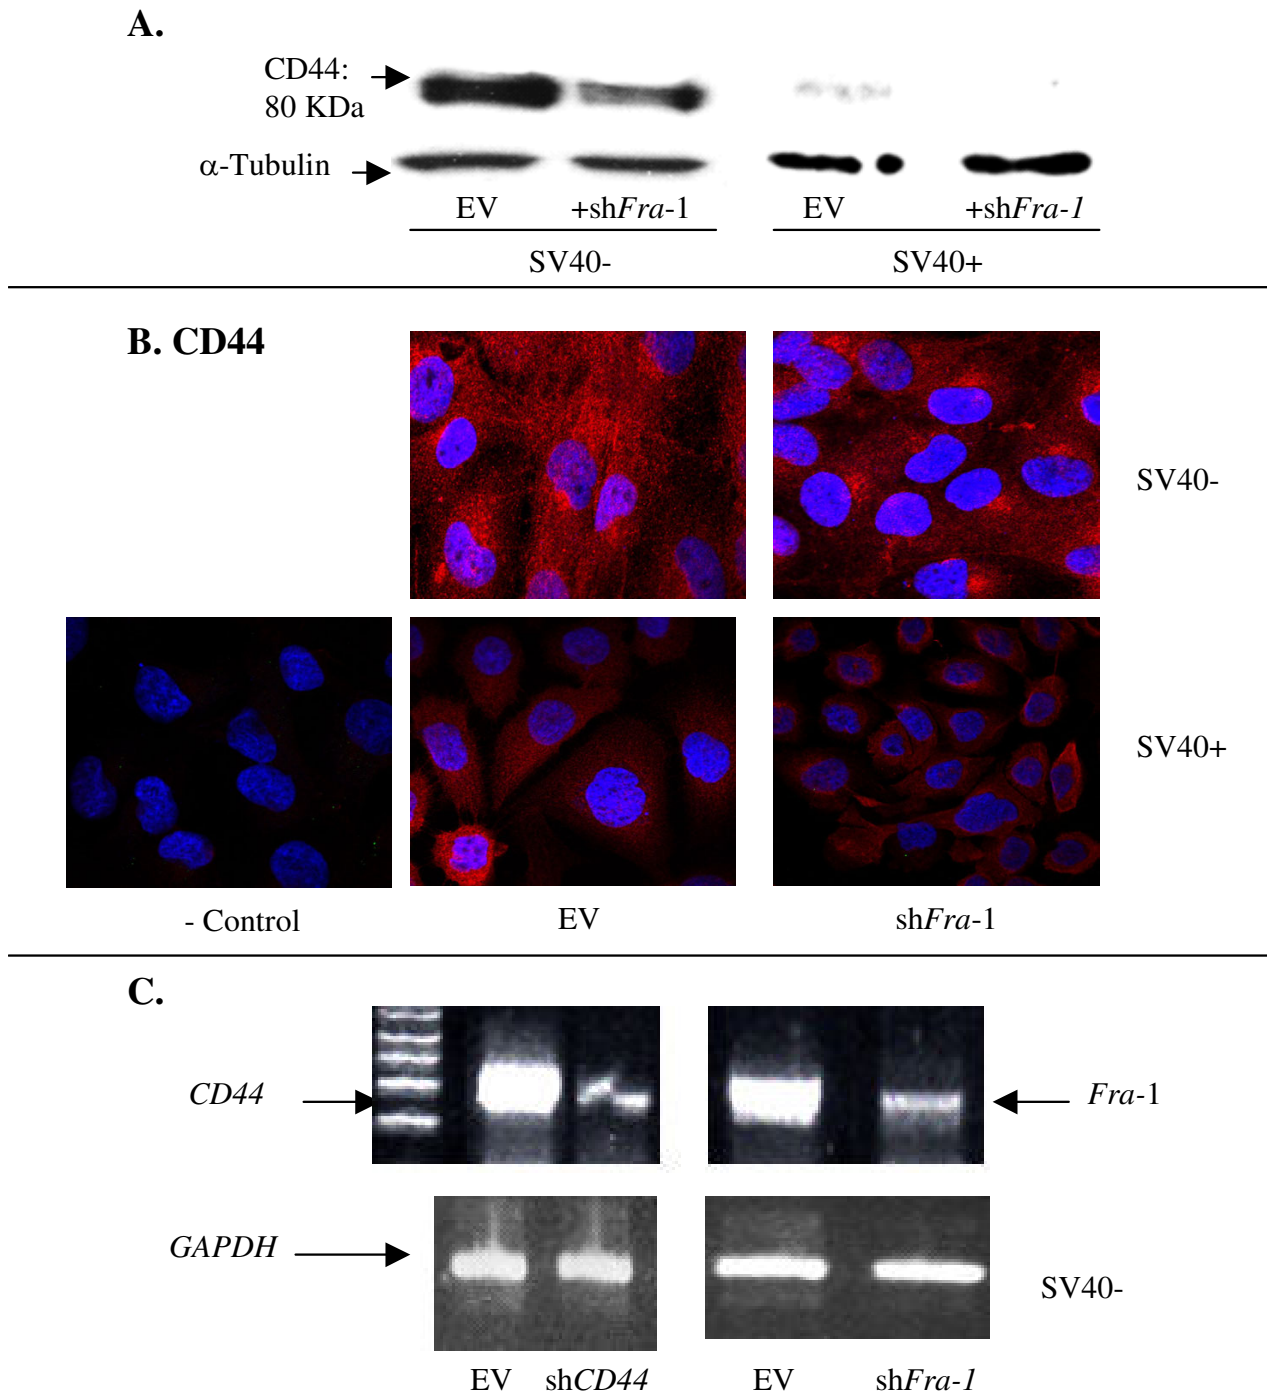 A.
CD44:
80 KDa
α-Tubulin
EV +shFra-1 EV +shFra-1
SV40- SV40+
B. CD44
SV40-
SV40+
- Control EV shFra-1
C.
CD44 Fra-1
GAPDH
SV40-
EV shCD44 EV shFra-1